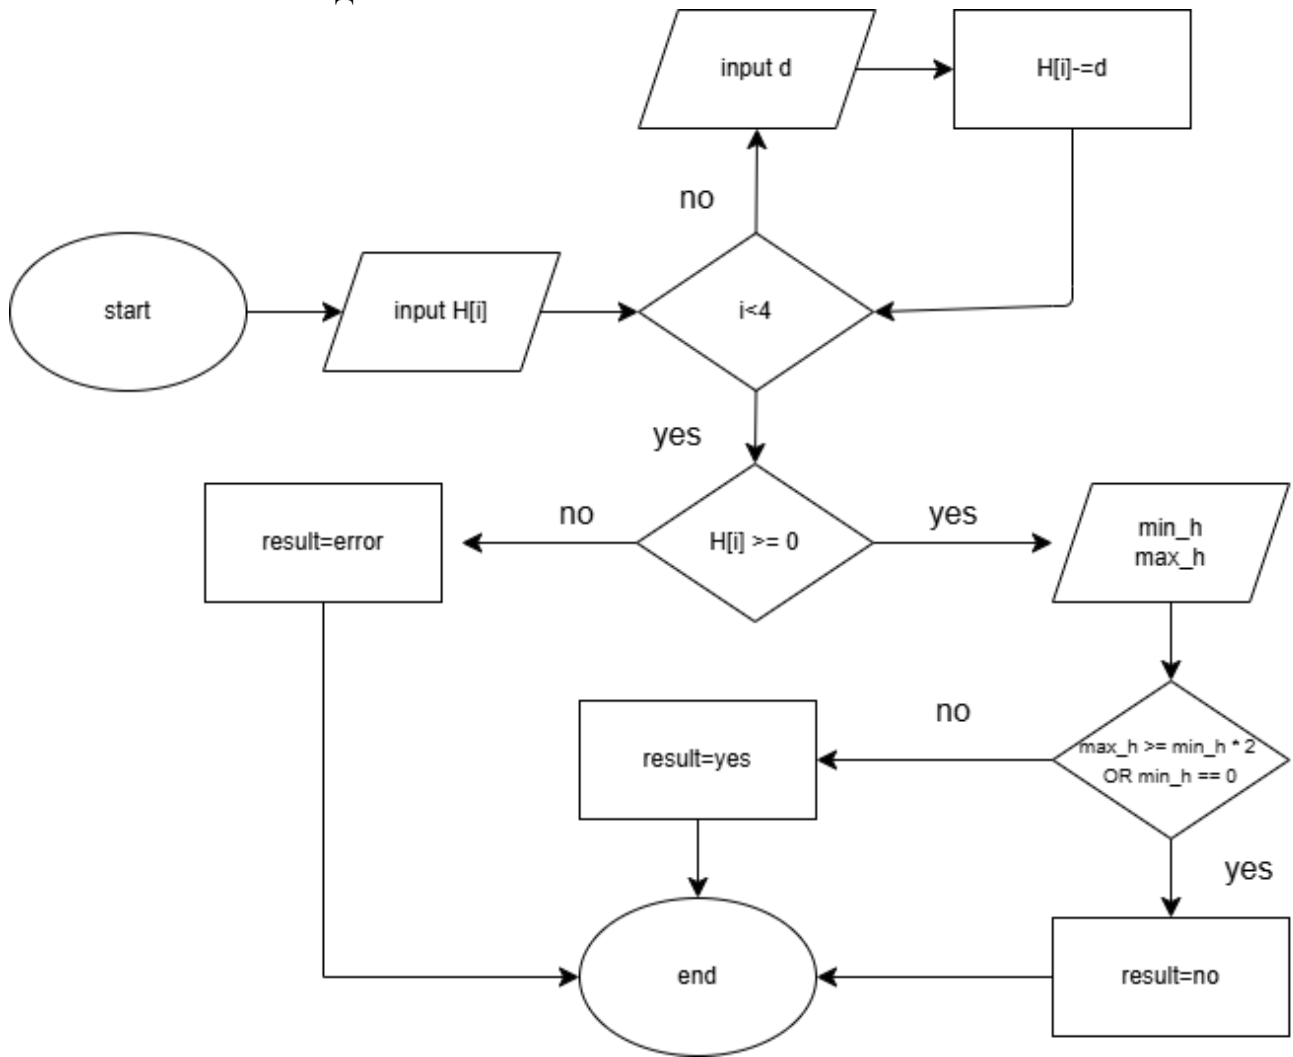 input d
H[i]-=d
no
start
input H[i]
i<4
yes
no
yes
result=error
H[i] >= 0
min_h
max_h
no
result=yes
max_h >= min_h * 2
OR min_h == 0
yes
end
result=no